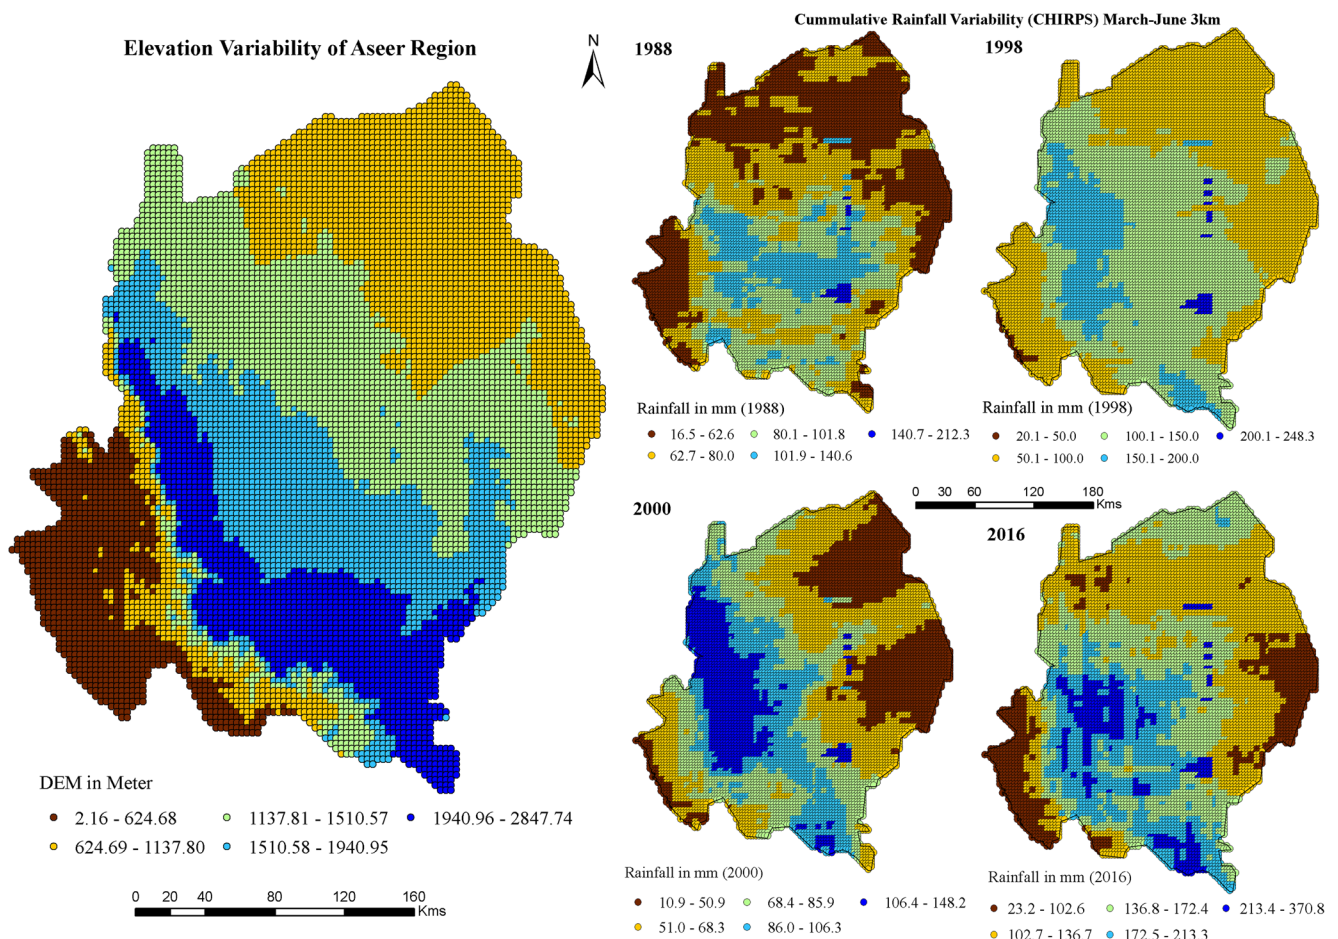 Cummulative Rainfall Variability (CHIRPS) March-June 3km
Elevation Variability of Aseer Region
N
1988
1998
Rainfall in mm (1988)
16.5 - 62.6
80.1 - 101.8
140.7 - 212.3
62.7 - 80.0
101.9 - 140.6
Rainfall in mm (1998)
20.1 - 50.0
100.1 - 150.0
200.1 - 248.3
50.1 - 100.0
150.1 - 200.0
0 30 60 120 180
Kms
2000
2016
DEM in Meter
2.16 - 624.68
1137.81 - 1510.57
1940.96 - 2847.74
624.69 - 1137.80
1510.58 - 1940.95
0 20 40 80 120 160
Kms
Rainfall in mm (2000)
10.9 - 50.9
68.4 - 85.9
106.4 - 148.2
51.0 - 68.3
86.0 - 106.3
Rainfall in mm (2016)
23.2 - 102.6
136.8 - 172.4
213.4 - 370.8
102.7 - 136.7
172.5 - 213.3